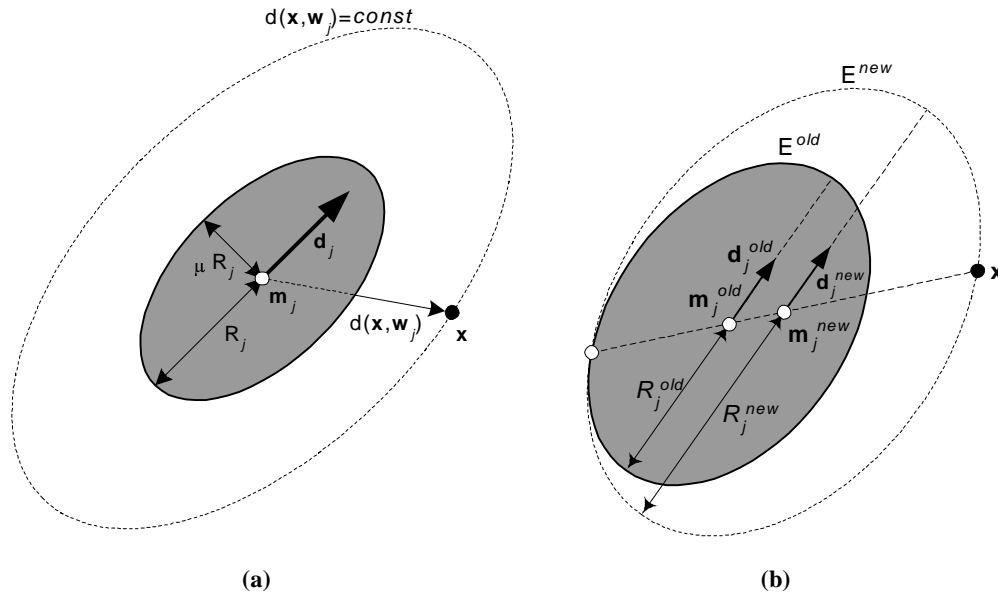 d(x,w_j)=const
d_j
μ R_j
m_j
R_j
d(x,w_j)
x
(a)
E^new
E^old
d_j^old
d_j^new
x
m_j^old
m_j^new
R_j^old
R_j^new
(b)